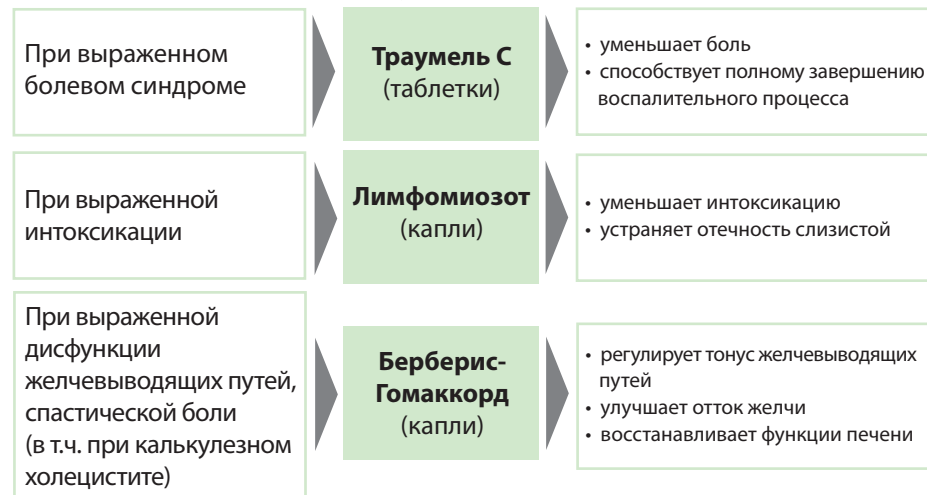 При выраженном
болевом синдроме
Траумель С
(таблетки)
• уменьшает боль
• способствует полному завершению
воспалительного процесса
При выраженной
интоксикации
Лимфомиозот
(капли)
• уменьшает интоксикацию
• устраняет отечность слизистой
При выраженной
дисфункции
желчевыводящих путей,
спастической боли
(в т.ч. при калькулезном
холецистите)
Берберис-
Гомаккорд
(капли)
• регулирует тонус желчевыводящих
путей
• улучшает отток желчи
• восстанавливает функции печени